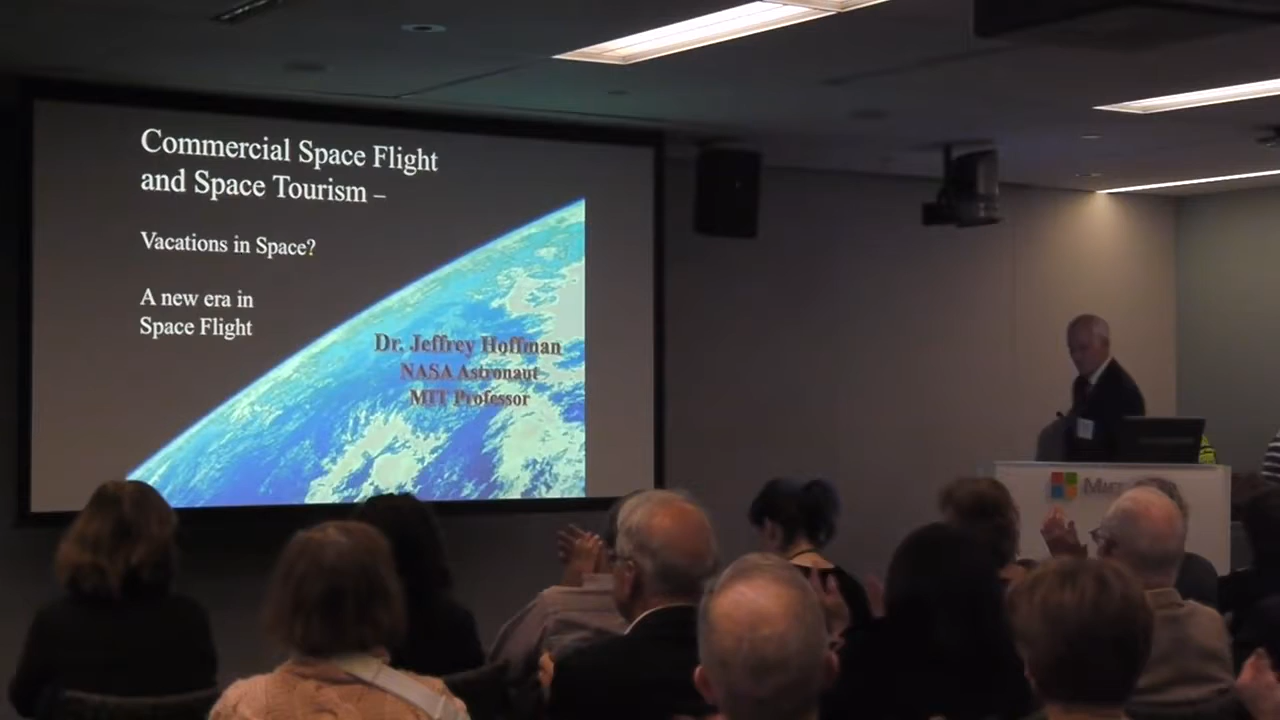 Commercial Space Flight
and Space Tourism –
Vacations in Space?
A new era in
Space Flight
Dr. Jeffrey Hoffman
NASA Astronaut
MIT Professor